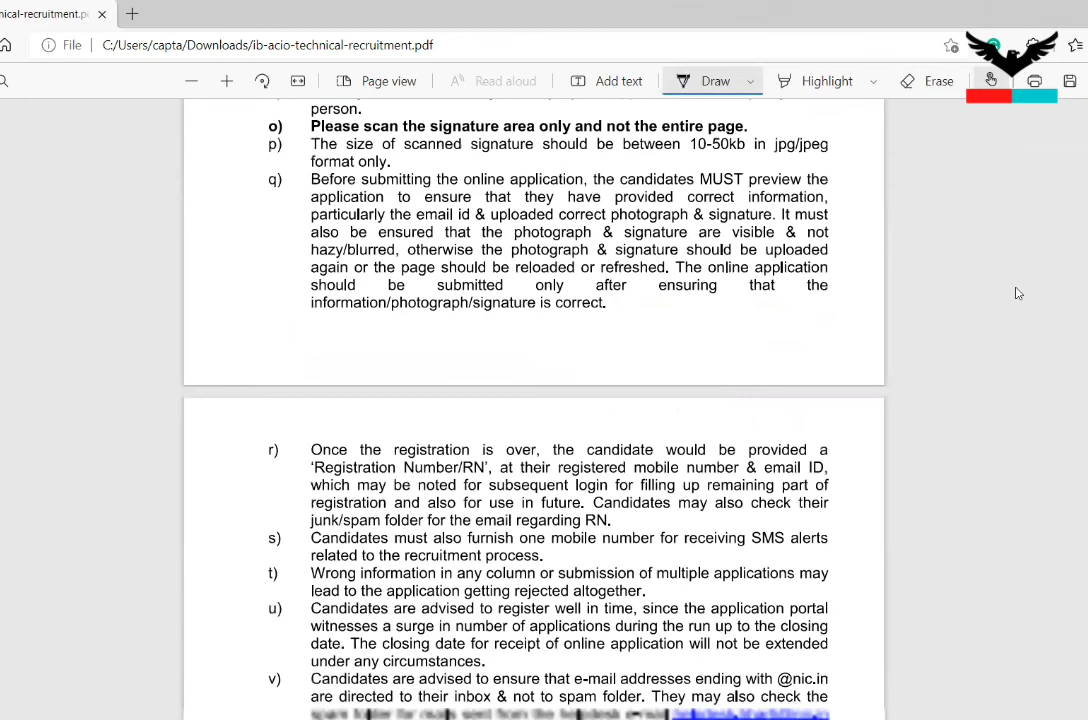 nical-recruitment.p
File
C:/Users/capta/Downloads/ib-acio-technical-recruitment.pdf
Page view
Read aloud
Add text
Draw
Highlight
Erase
person.
o) Please scan the signature area only and not the entire page.
p) The size of scanned signature should be between 10-50kb in jpg/jpeg
format only.
q) Before submitting the online application, the candidates MUST preview the
application to ensure that they have provided correct information,
particularly the email id & uploaded correct photograph & signature. It must
also be ensured that the photograph & signature are visible & not
hazy/blurred, otherwise the photograph & signature should be uploaded
again or the page should be reloaded or refreshed. The online application
should be submitted only after ensuring that the
information/photograph/signature is correct.
r) Once the registration is over, the candidate would be provided a
‘Registration Number/RN’, at their registered mobile number & email ID,
which may be noted for subsequent login for filling up remaining part of
registration and also for use in future. Candidates may also check their
junk/spam folder for the email regarding RN.
s) Candidates must also furnish one mobile number for receiving SMS alerts
related to the recruitment process.
t) Wrong information in any column or submission of multiple applications may
lead to the application getting rejected altogether.
u) Candidates are advised to register well in time, since the application portal
witnesses a surge in number of applications during the run up to the closing
date. The closing date for receipt of online application will not be extended
under any circumstances.
v) Candidates are advised to ensure that e-mail addresses ending with @nic.in
are directed to their inbox & not to spam folder. They may also check the